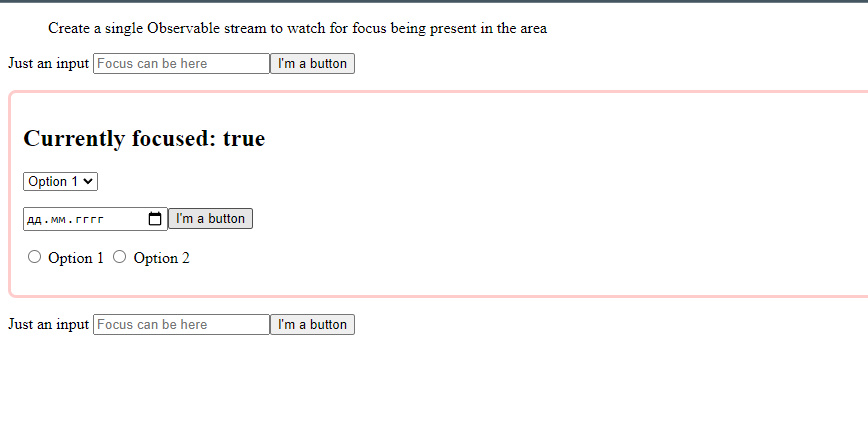 Create a single Observable stream to watch for focus being present in the area
Just an input Focus can be here I'm a button
Currently focused: true
Option 1
дд.мм.гггг I'm a button
Option 1 Option 2
Just an input Focus can be here I'm a button